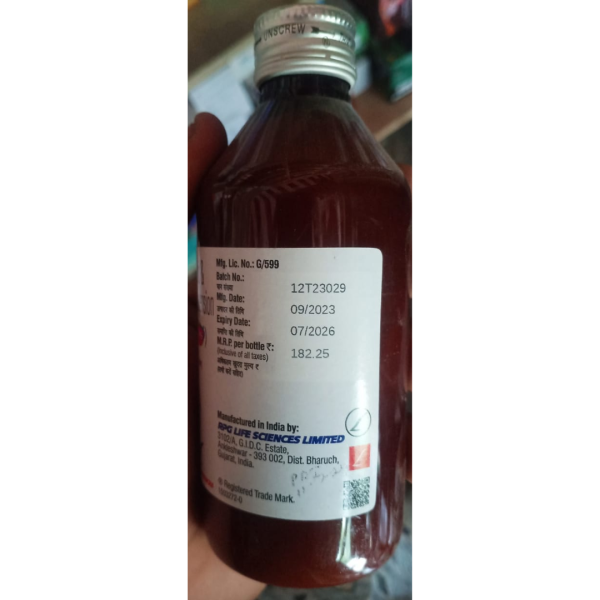 UNSCREW
Mfg. Lic. No.: G/599
Batch No.: 12T23029
Mfg. Date: 09/2023
Expiry Date: 07/2026
M.R.P. per bottle ₹: 182.25
(Inclusive of all taxes)
Manufactured in India by:
RPG LIFE SCIENCES LIMITED
3102/A, G.I.D.C. Estate,
Ankleshwar - 393 002, Dist. Bharuch,
Gujarat, India.
® Registered Trade Mark.